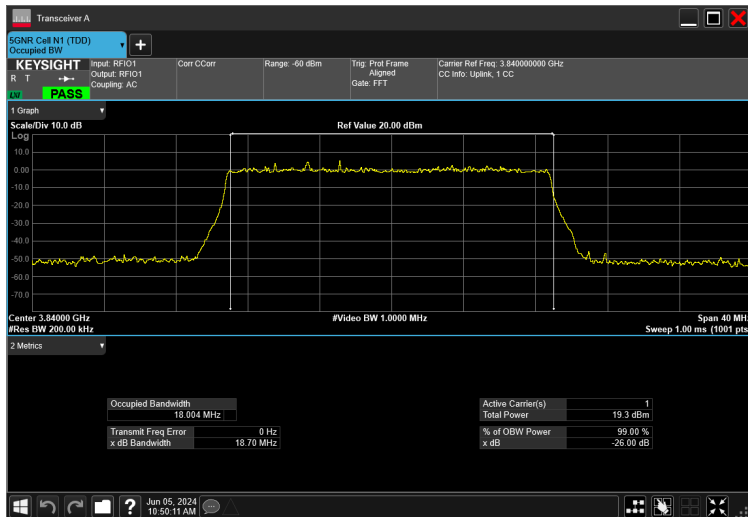 Transceiver A
5GNR Cell N1 (TDD)
Occupied BW
KEYSIGHT
R T
LXI
PASS
Input: RFIO1
Output: RFIO1
Coupling: AC
Corr CCorr
Range: -60 dBm
Trig: Prot Frame
Aligned
Gate: FFT
Carrier Ref Freq: 3.840000000 GHz
CC Info: Uplink, 1 CC
1 Graph
Scale/Div 10.0 dB
Ref Value 20.00 dBm
Log
10.0
0.00
-10.0
-20.0
-30.0
-40.0
-50.0
-60.0
-70.0
Center 3.84000 GHz
#Video BW 1.0000 MHz
Span 40 MHz
#Res BW 200.00 kHz
Sweep 1.00 ms (1001 pts
2 Metrics
Occupied Bandwidth
18.004 MHz
Transmit Freq Error 0 Hz
x dB Bandwidth 18.70 MHz
Active Carrier(s) 1
Total Power 19.3 dBm
% of OBW Power 99.00 %
x dB -26.00 dB
?
Jun 05, 2024
10:50:11 AM